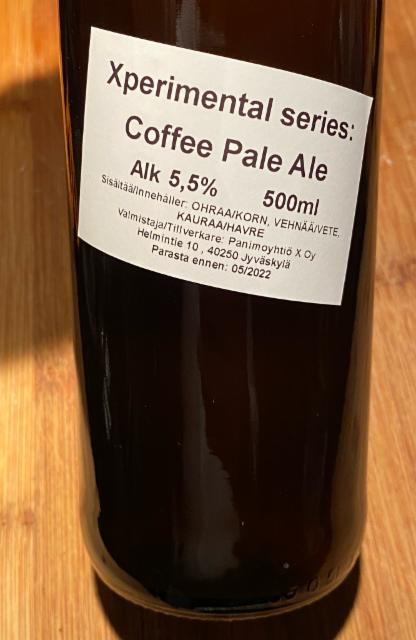 Xperimental series:
Coffee Pale Ale
Alk 5,5% 500ml
Sisältää/Innehåller: OHRAA/KORN, VEHNÄÄ/VETE,
KAURAA/HAVRE
Valmistaja/Tillverkare: Panimoyhtiö X Oy
Helmintie 10 , 40250 Jyväskylä
Parasta ennen: 05/2022